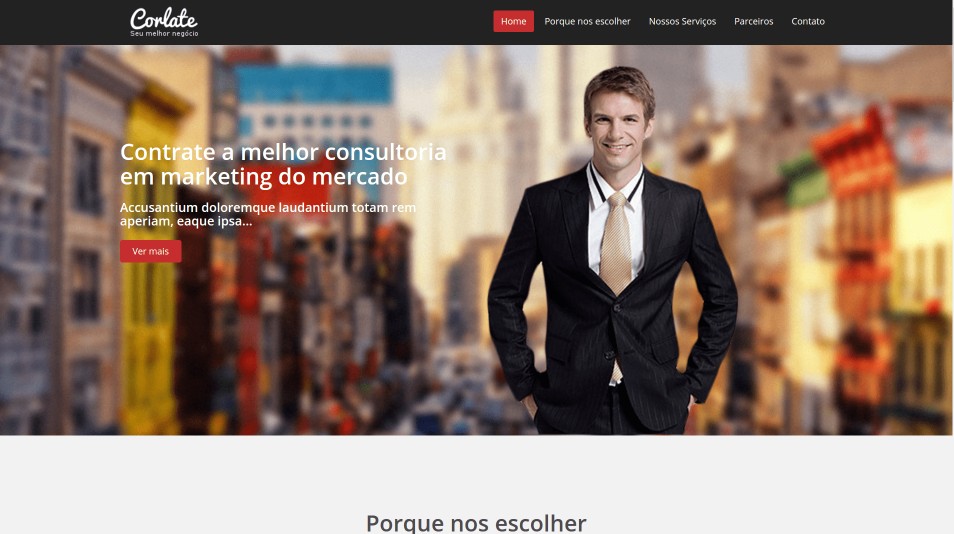 Corlate
Seu melhor negócio
Home
Porque nos escolher
Nossos Serviços
Parceiros
Contato
Contrate a melhor consultoria
em marketing do mercado
Accusantium doloremque laudantium totam rem
aperiam, eaque ipsa...
Ver mais
Porque nos escolher